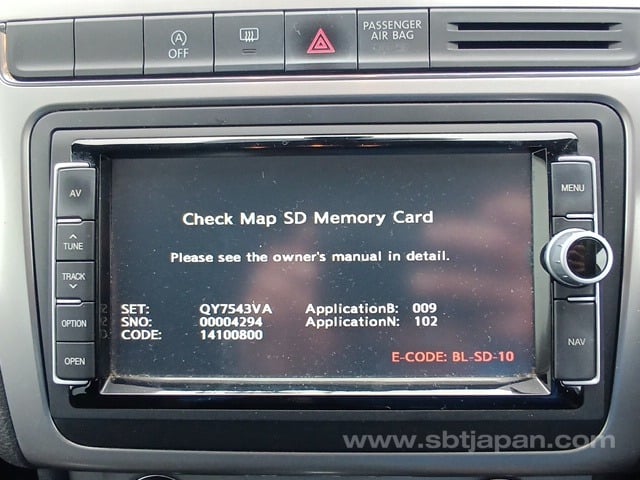 A
OFF
PASSENGER
AIR BAG
AV
MENU
Check Map SD Memory Card
TUNE
Please see the owner's manual in detail.
TRACK
SET: QY7543VA ApplicationB: 009
SNO: 00004294 ApplicationN: 102
CODE: 14100800
OPTION
NAV
OPEN
E-CODE: BL-SD-10
www.sbtjapan.com